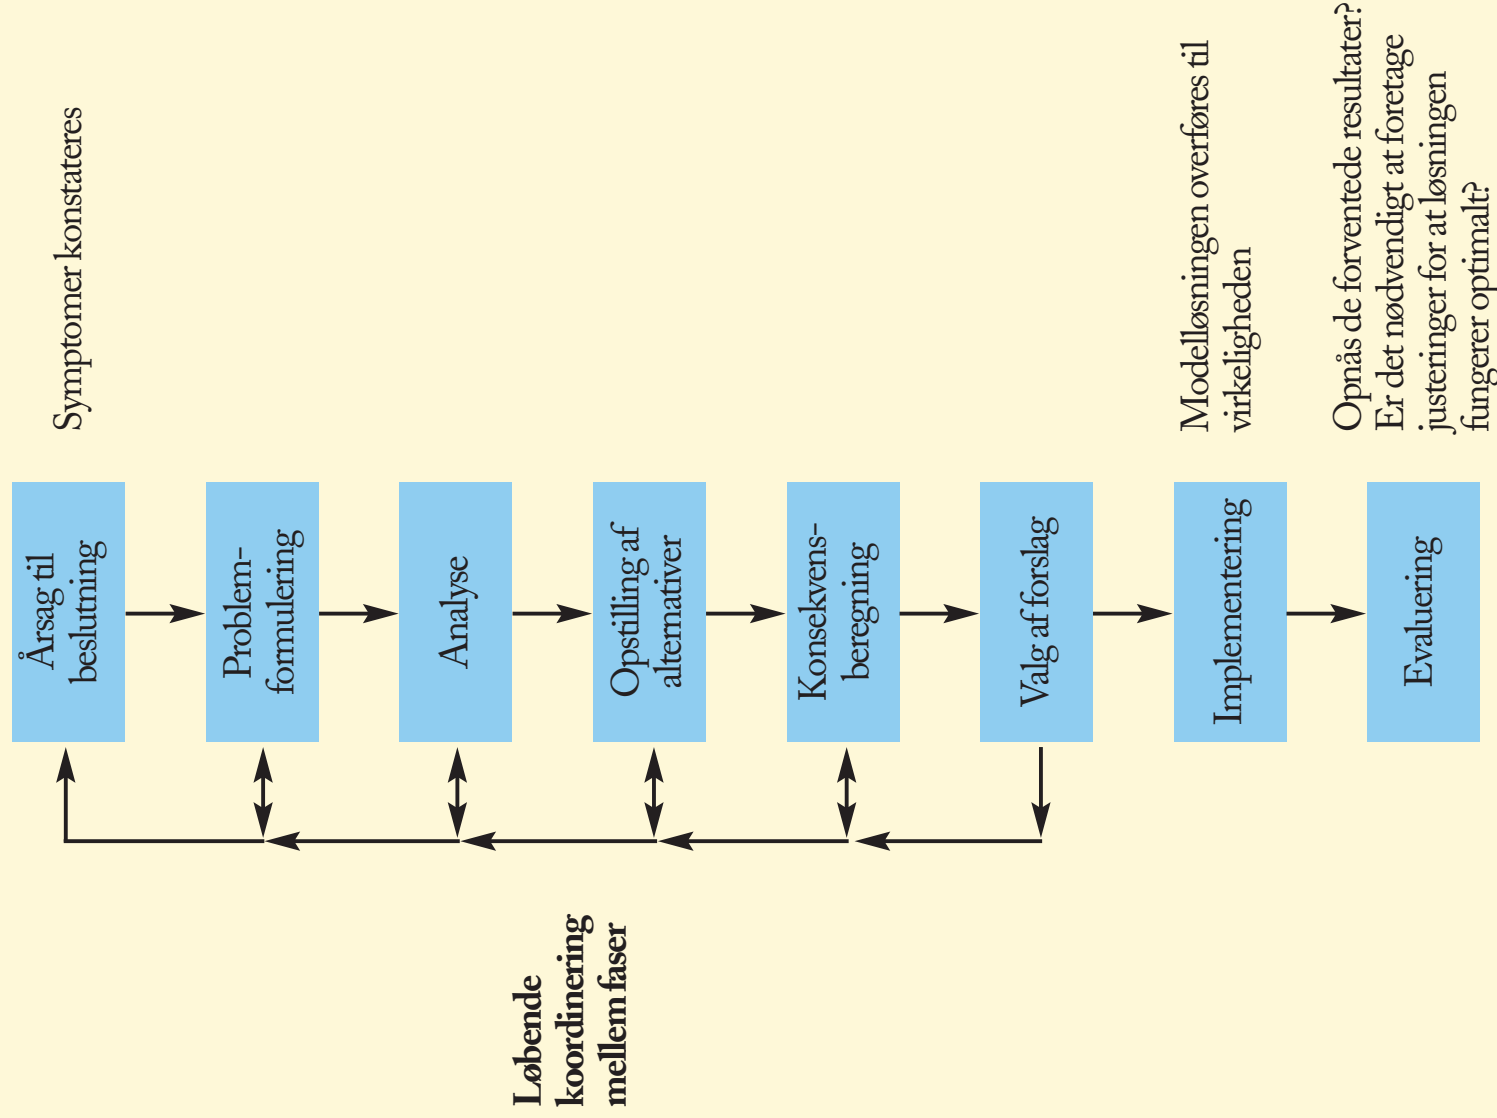 Symptomer konstateres
Modelløsningen overføres til
virkeligheden
Opnås de forventede resultater?
Er det nødvendigt at foretage
justeringer for at løsningen
fungerer optimalt?
Årsag til
beslutning
Problem-
formulering
Analyse
Opstilling af
alternativer
Konsekvens-
beregning
Valg af forslag
Implementering
Evaluering
Løbende
koordinering
mellem faser